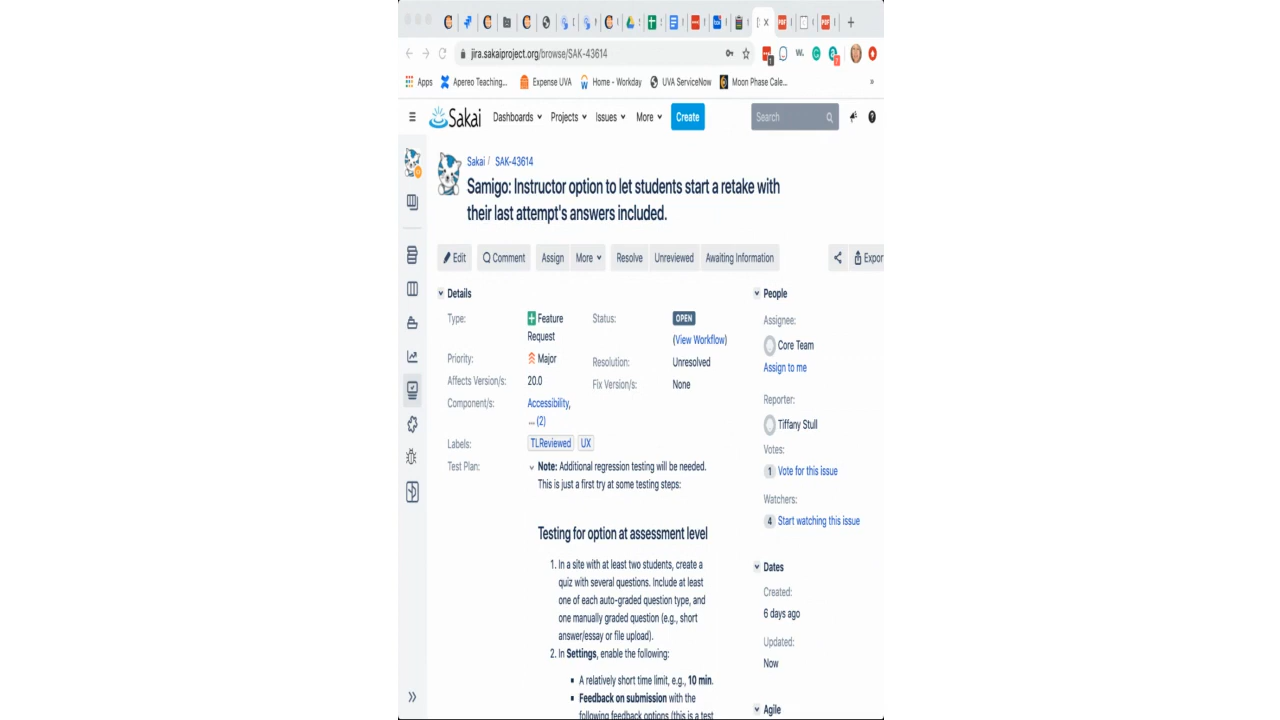 jira.sakaiproject.org/browse/SAK-43614
Apps Apereo Teaching... Expense UVA Home - Workday UVA ServiceNow Moon Phase Cale... »
Sakai Dashboards Projects Issues More Create Search
Sakai / SAK-43614
Samigo: Instructor option to let students start a retake with
their last attempt's answers included.
Edit Comment Assign More Resolve Unreviewed Awaiting Information Expor
Details
Type: Feature
Request
Status: OPEN
(View Workflow)
Priority: Major
Resolution: Unresolved
Affects Version/s: 20.0
Fix Version/s: None
Component/s: Accessibility,
... (2)
Labels: TLReviewed UX
Test Plan: Note: Additional regression testing will be needed.
This is just a first try at some testing steps:
Testing for option at assessment level
1. In a site with at least two students, create a
quiz with several questions. Include at least
one of each auto-graded question type, and
one manually graded question (e.g., short
answer/essay or file upload).
2. In Settings, enable the following:
▪ A relatively short time limit, e.g., 10 min.
▪ Feedback on submission with the
following feedback options (this is a test
People
Assignee:
Core Team
Assign to me
Reporter:
Tiffany Stull
Votes:
1 Vote for this issue
Watchers:
4 Start watching this issue
Dates
Created:
6 days ago
Updated:
Now
Agile